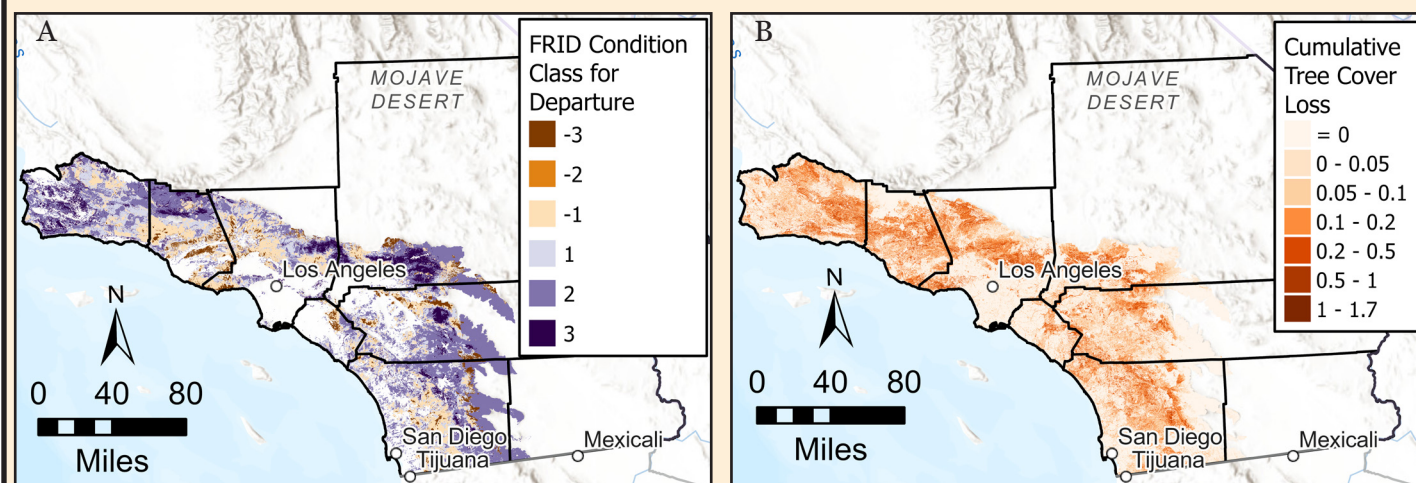 A
FRID Condition
Class for
Departure
-3
-2
-1
1
2
3
MOJAVE
DESERT
Los Angeles
N
0 40 80
Miles
San Diego
Tijuana
Mexicali
B
Cumulative
Tree Cover
Loss
= 0
0 - 0.05
0.05 - 0.1
0.1 - 0.2
0.2 - 0.5
0.5 - 1
1 - 1.7
MOJAVE
DESERT
Los Angeles
N
0 40 80
Miles
San Diego
Tijuana
Mexicali